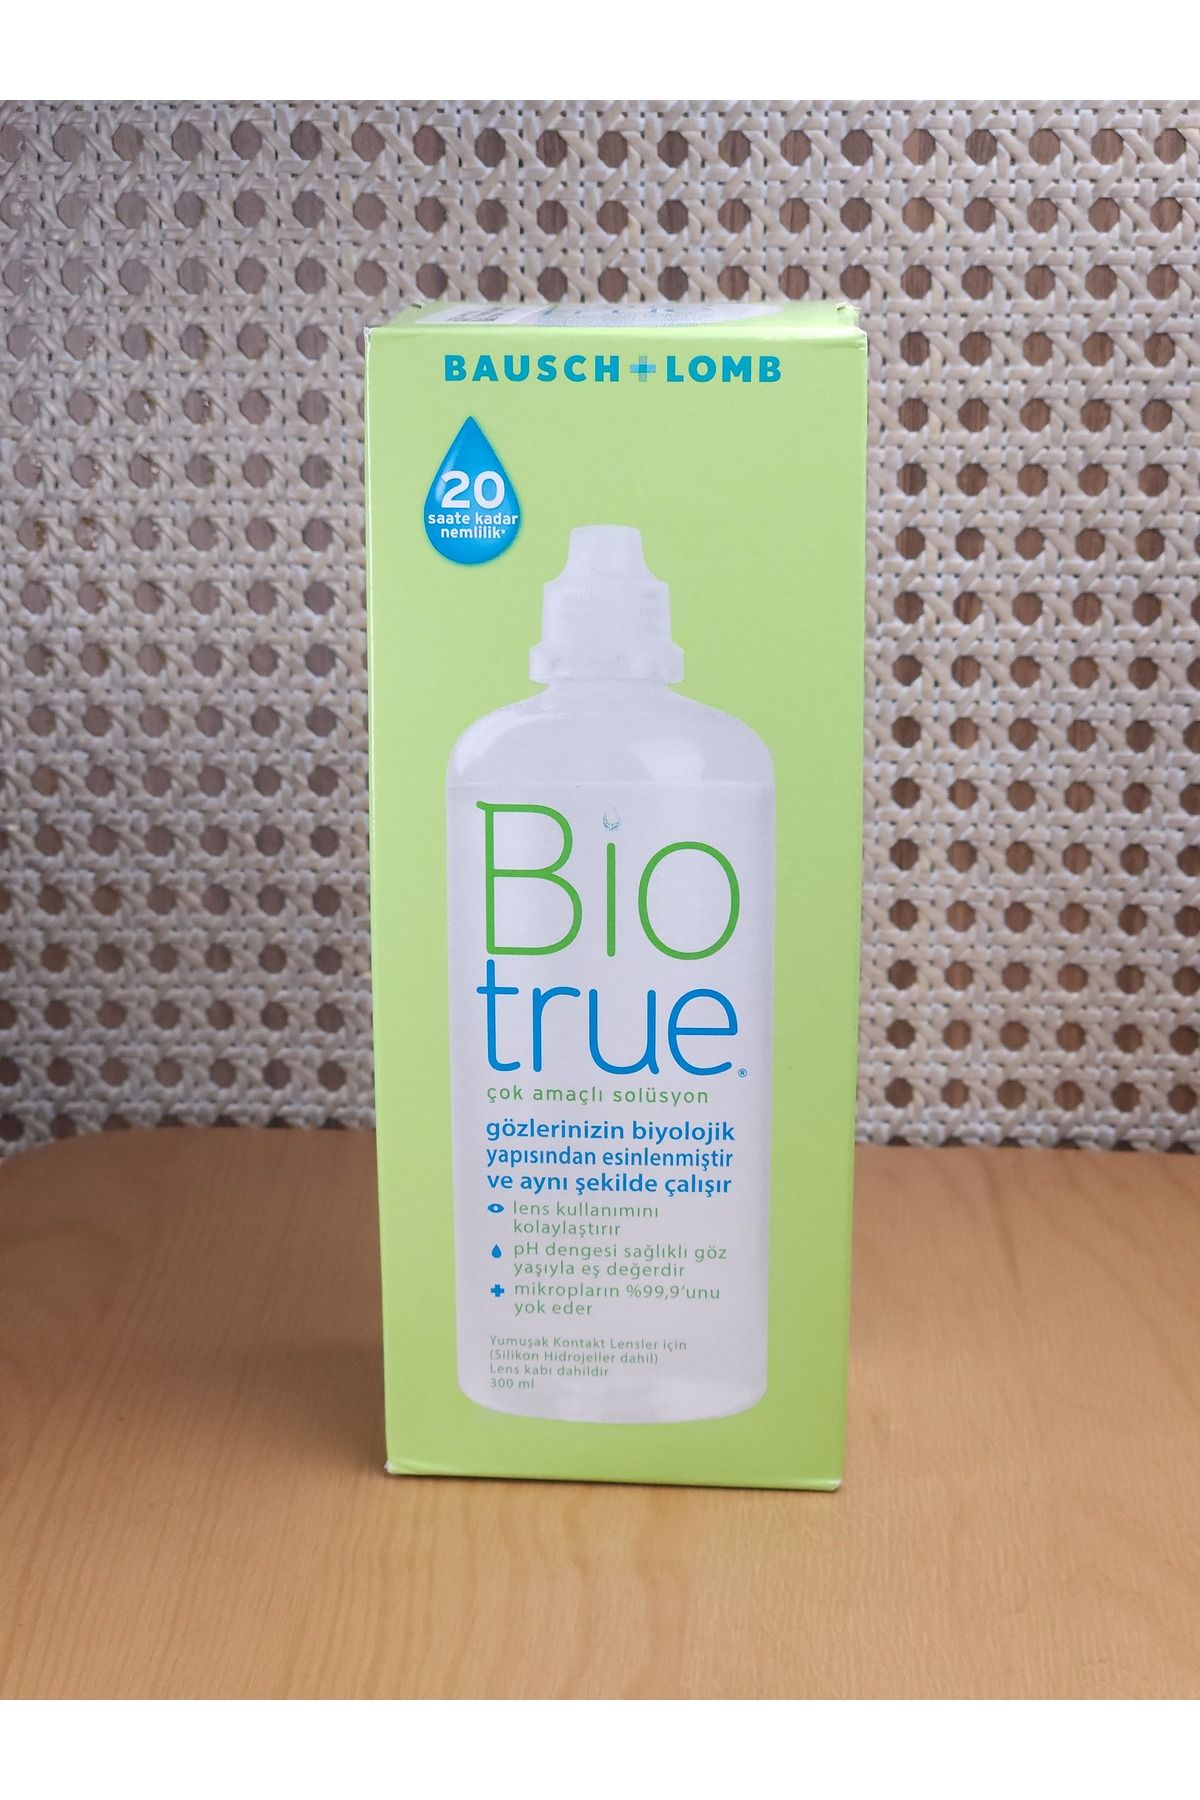 BAUSCH + LOMB
20
saate kadar
nemlilik*
Bio
true®
çok amaçlı solüsyon
gözlerinizin biyolojik
yapısından esinlenmiştir
ve aynı şekilde çalışır
lens kullanımını
kolaylaştırır
pH dengesi sağlıklı göz
yaşıyla eş değerdir
mikropların %99,9'unu
yok eder
Yumuşak Kontakt Lensler için
(Silikon Hidrojeller dahil)
Lens kabı dahildir
300 ml